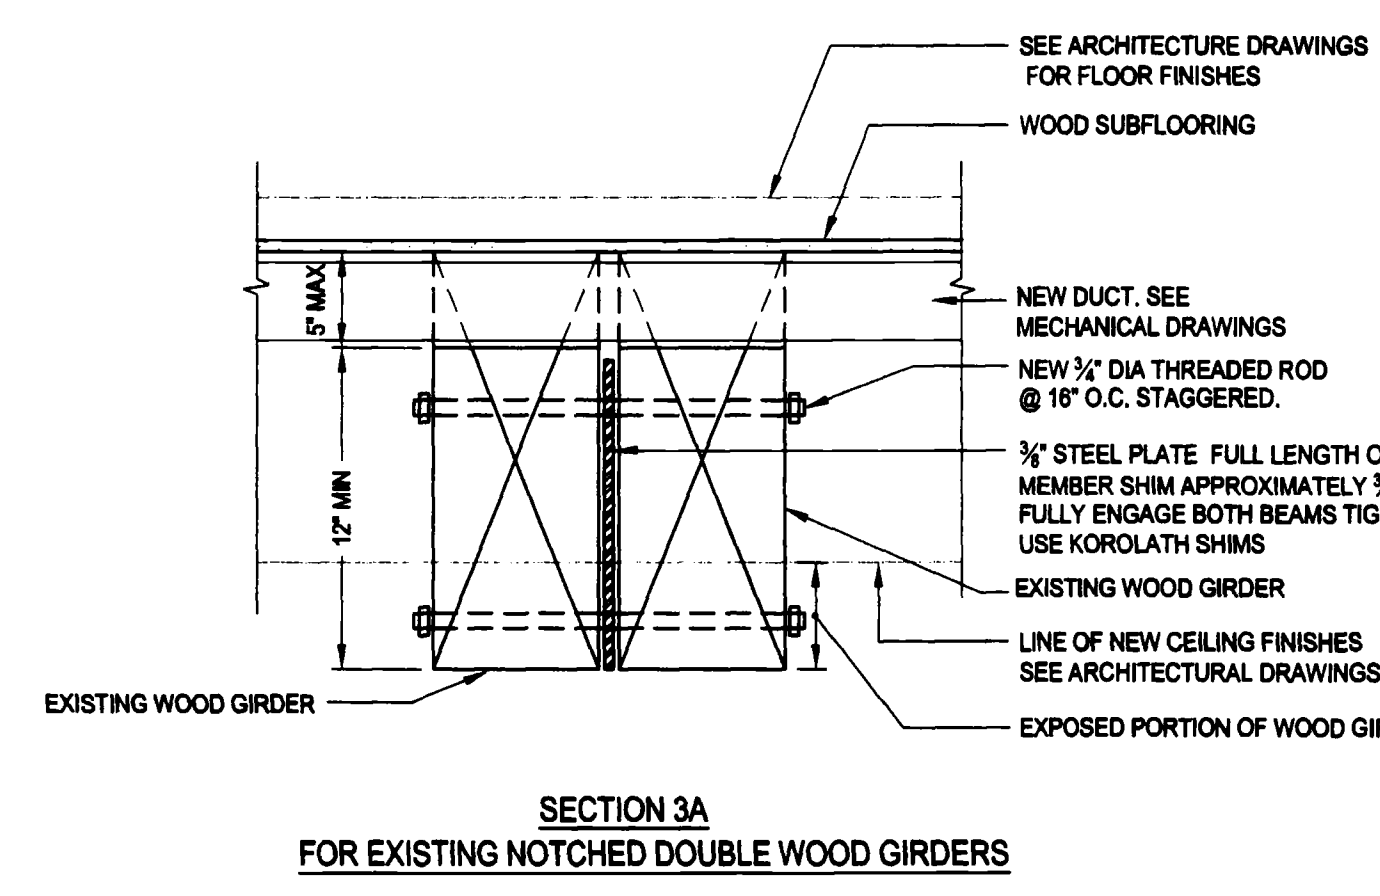 SEE ARCHITECTURE DRAWINGS
FOR FLOOR FINISHES
WOOD SUBFLOORING
5" MAX
NEW DUCT. SEE
MECHANICAL DRAWINGS
NEW ¾" DIA THREADED ROD
@ 16" O.C. STAGGERED.
12" MIN
⅜" STEEL PLATE FULL LENGTH
MEMBER SHIM APPROXIMATELY
FULLY ENGAGE BOTH BEAMS
USE KOROLATH SHIMS
EXISTING WOOD GIRDER
LINE OF NEW CEILING FINISHES
SEE ARCHITECTURAL DRAWINGS
EXISTING WOOD GIRDER
EXPOSED PORTION OF WOOD
SECTION 3A
FOR EXISTING NOTCHED DOUBLE WOOD GIRDERS